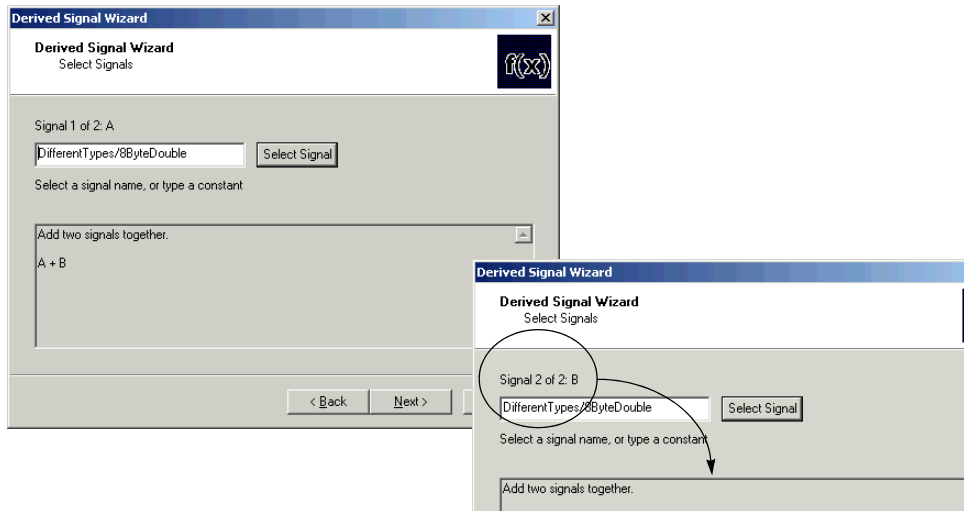 Derived Signal Wizard
Derived Signal Wizard
Select Signals
f(x)
Signal 1 of 2: A
DifferentTypes/8ByteDouble
Select Signal
Select a signal name, or type a constant
Add two signals together.
A + B
< Back
Next >
Derived Signal Wizard
Derived Signal Wizard
Select Signals
Signal 2 of 2: B
DifferentTypes/8ByteDouble
Select Signal
Select a signal name, or type a constant
Add two signals together.